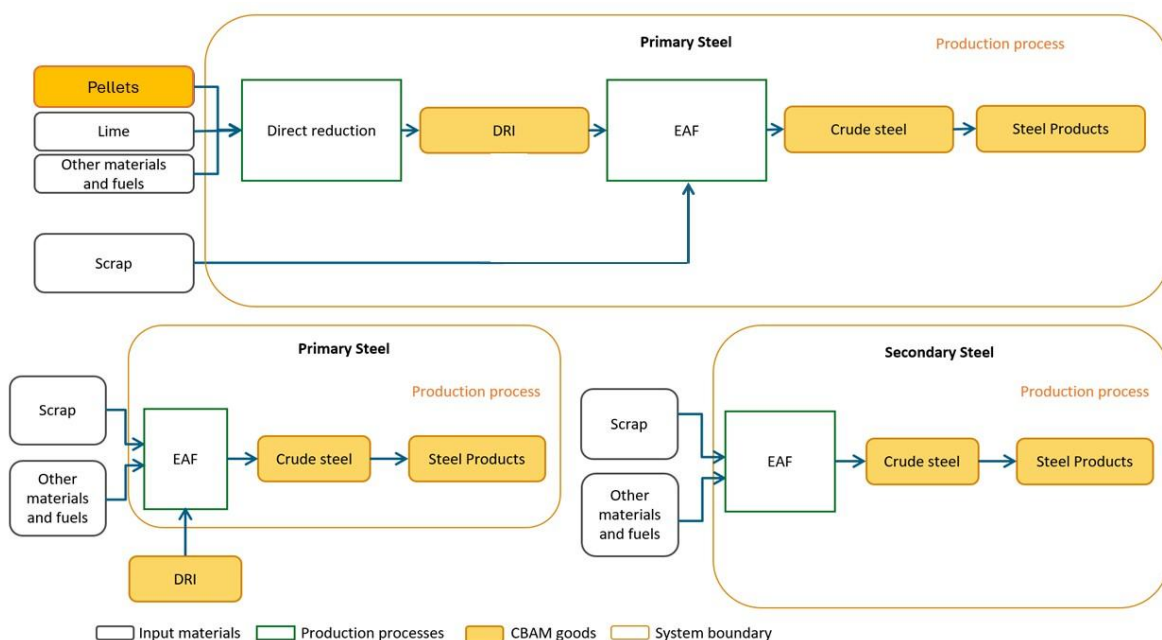 Primary Steel
Production process
Pellets
Lime
Other materials
and fuels
Direct reduction
DRI
EAF
Crude steel
Steel Products
Scrap
Primary Steel
Production process
Scrap
Other
materials
and fuels
EAF
Crude steel
Steel Products
DRI
Secondary Steel
Production process
Scrap
Other
materials
and fuels
EAF
Crude steel
Steel Products
Input materials
Production processes
CBAM goods
System boundary